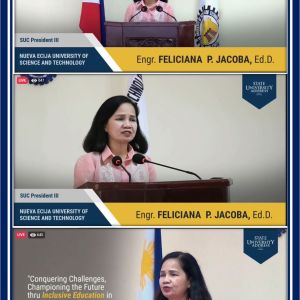 SUC President III
NUEVA ECIJA UNIVERSITY OF
SCIENCE AND TECHNOLOGY
Engr. FELICIANA P. JACOBA, Ed.D.
LIVE
STATE
UNIVERSITY
ADDRESS
SUC President III
NUEVA ECIJA UNIVERSITY OF
SCIENCE AND TECHNOLOGY
Engr. FELICIANA P. JACOBA, Ed.D.
LIVE
STATE
UNIVERSITY
ADDRESS
"Conquering Challenges,
Championing the Future
thru Inclusive Education in